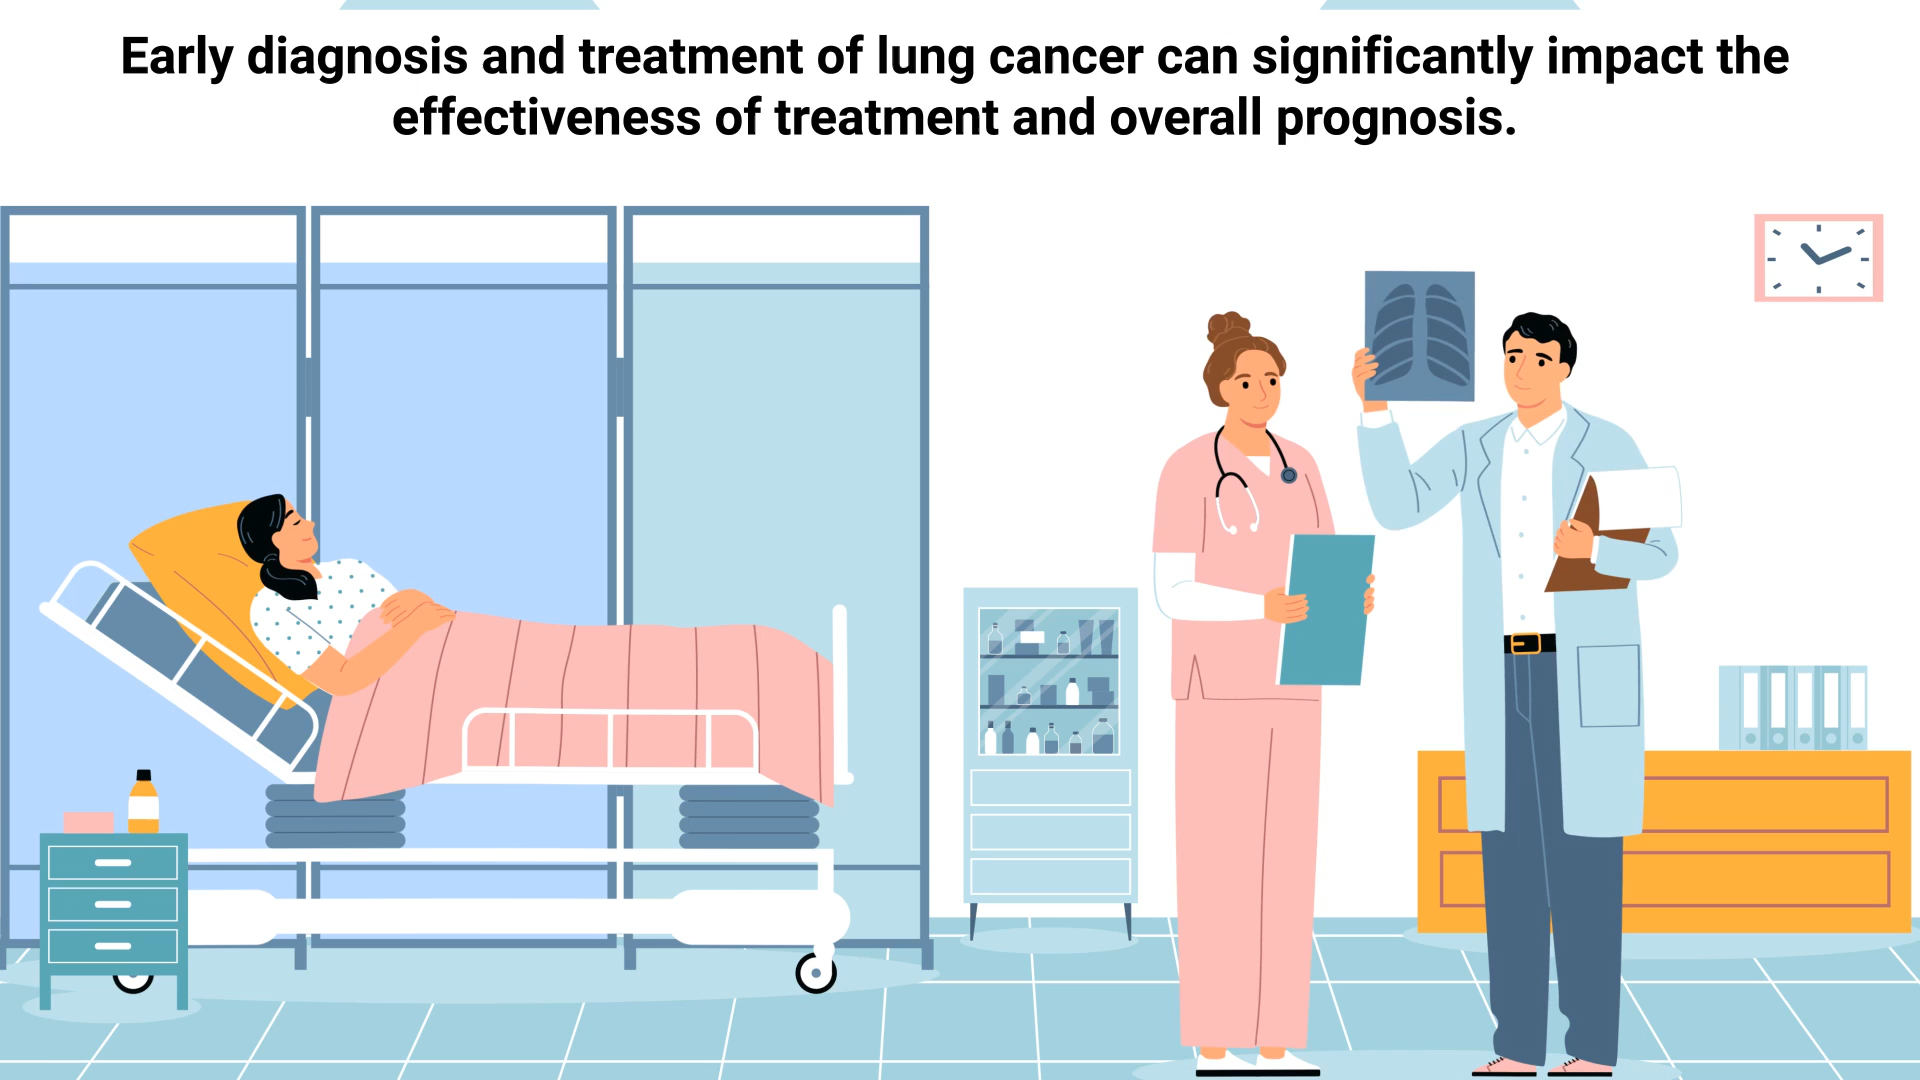 Early diagnosis and treatment of lung cancer can significantly impact the
effectiveness of treatment and overall prognosis.